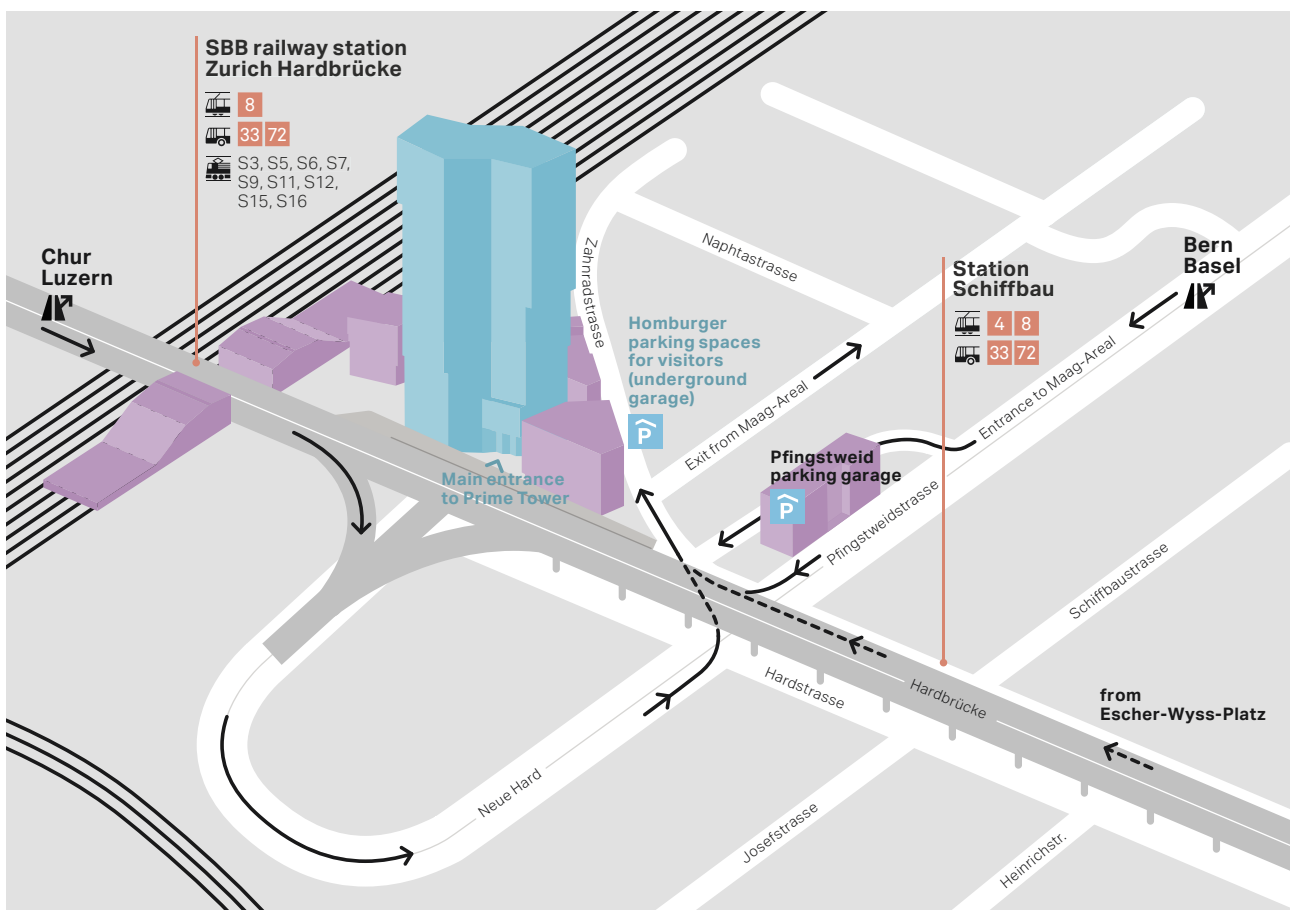 SBB railway station
Zurich Hardbrücke
8
33 72
S3, S5, S6, S7,
S9, S11, S12,
S15, S16
Chur
Luzern
Zahnradstrasse
Naphtastrasse
Bern
Basel
Station
Schiffbau
4 8
33 72
Homburger
parking spaces
for visitors
(underground
garage)
P
Exit from Maag-Areal
Entrance to Maag-Areal
Pfingstweid
parking garage
P
Main entrance
to Prime Tower
Pfingstweidstrasse
Schiffbaustrasse
Hardstrasse
Hardbrücke
from
Escher-Wyss-Platz
Neue Hard
Josefstrasse
Heinrichstr.